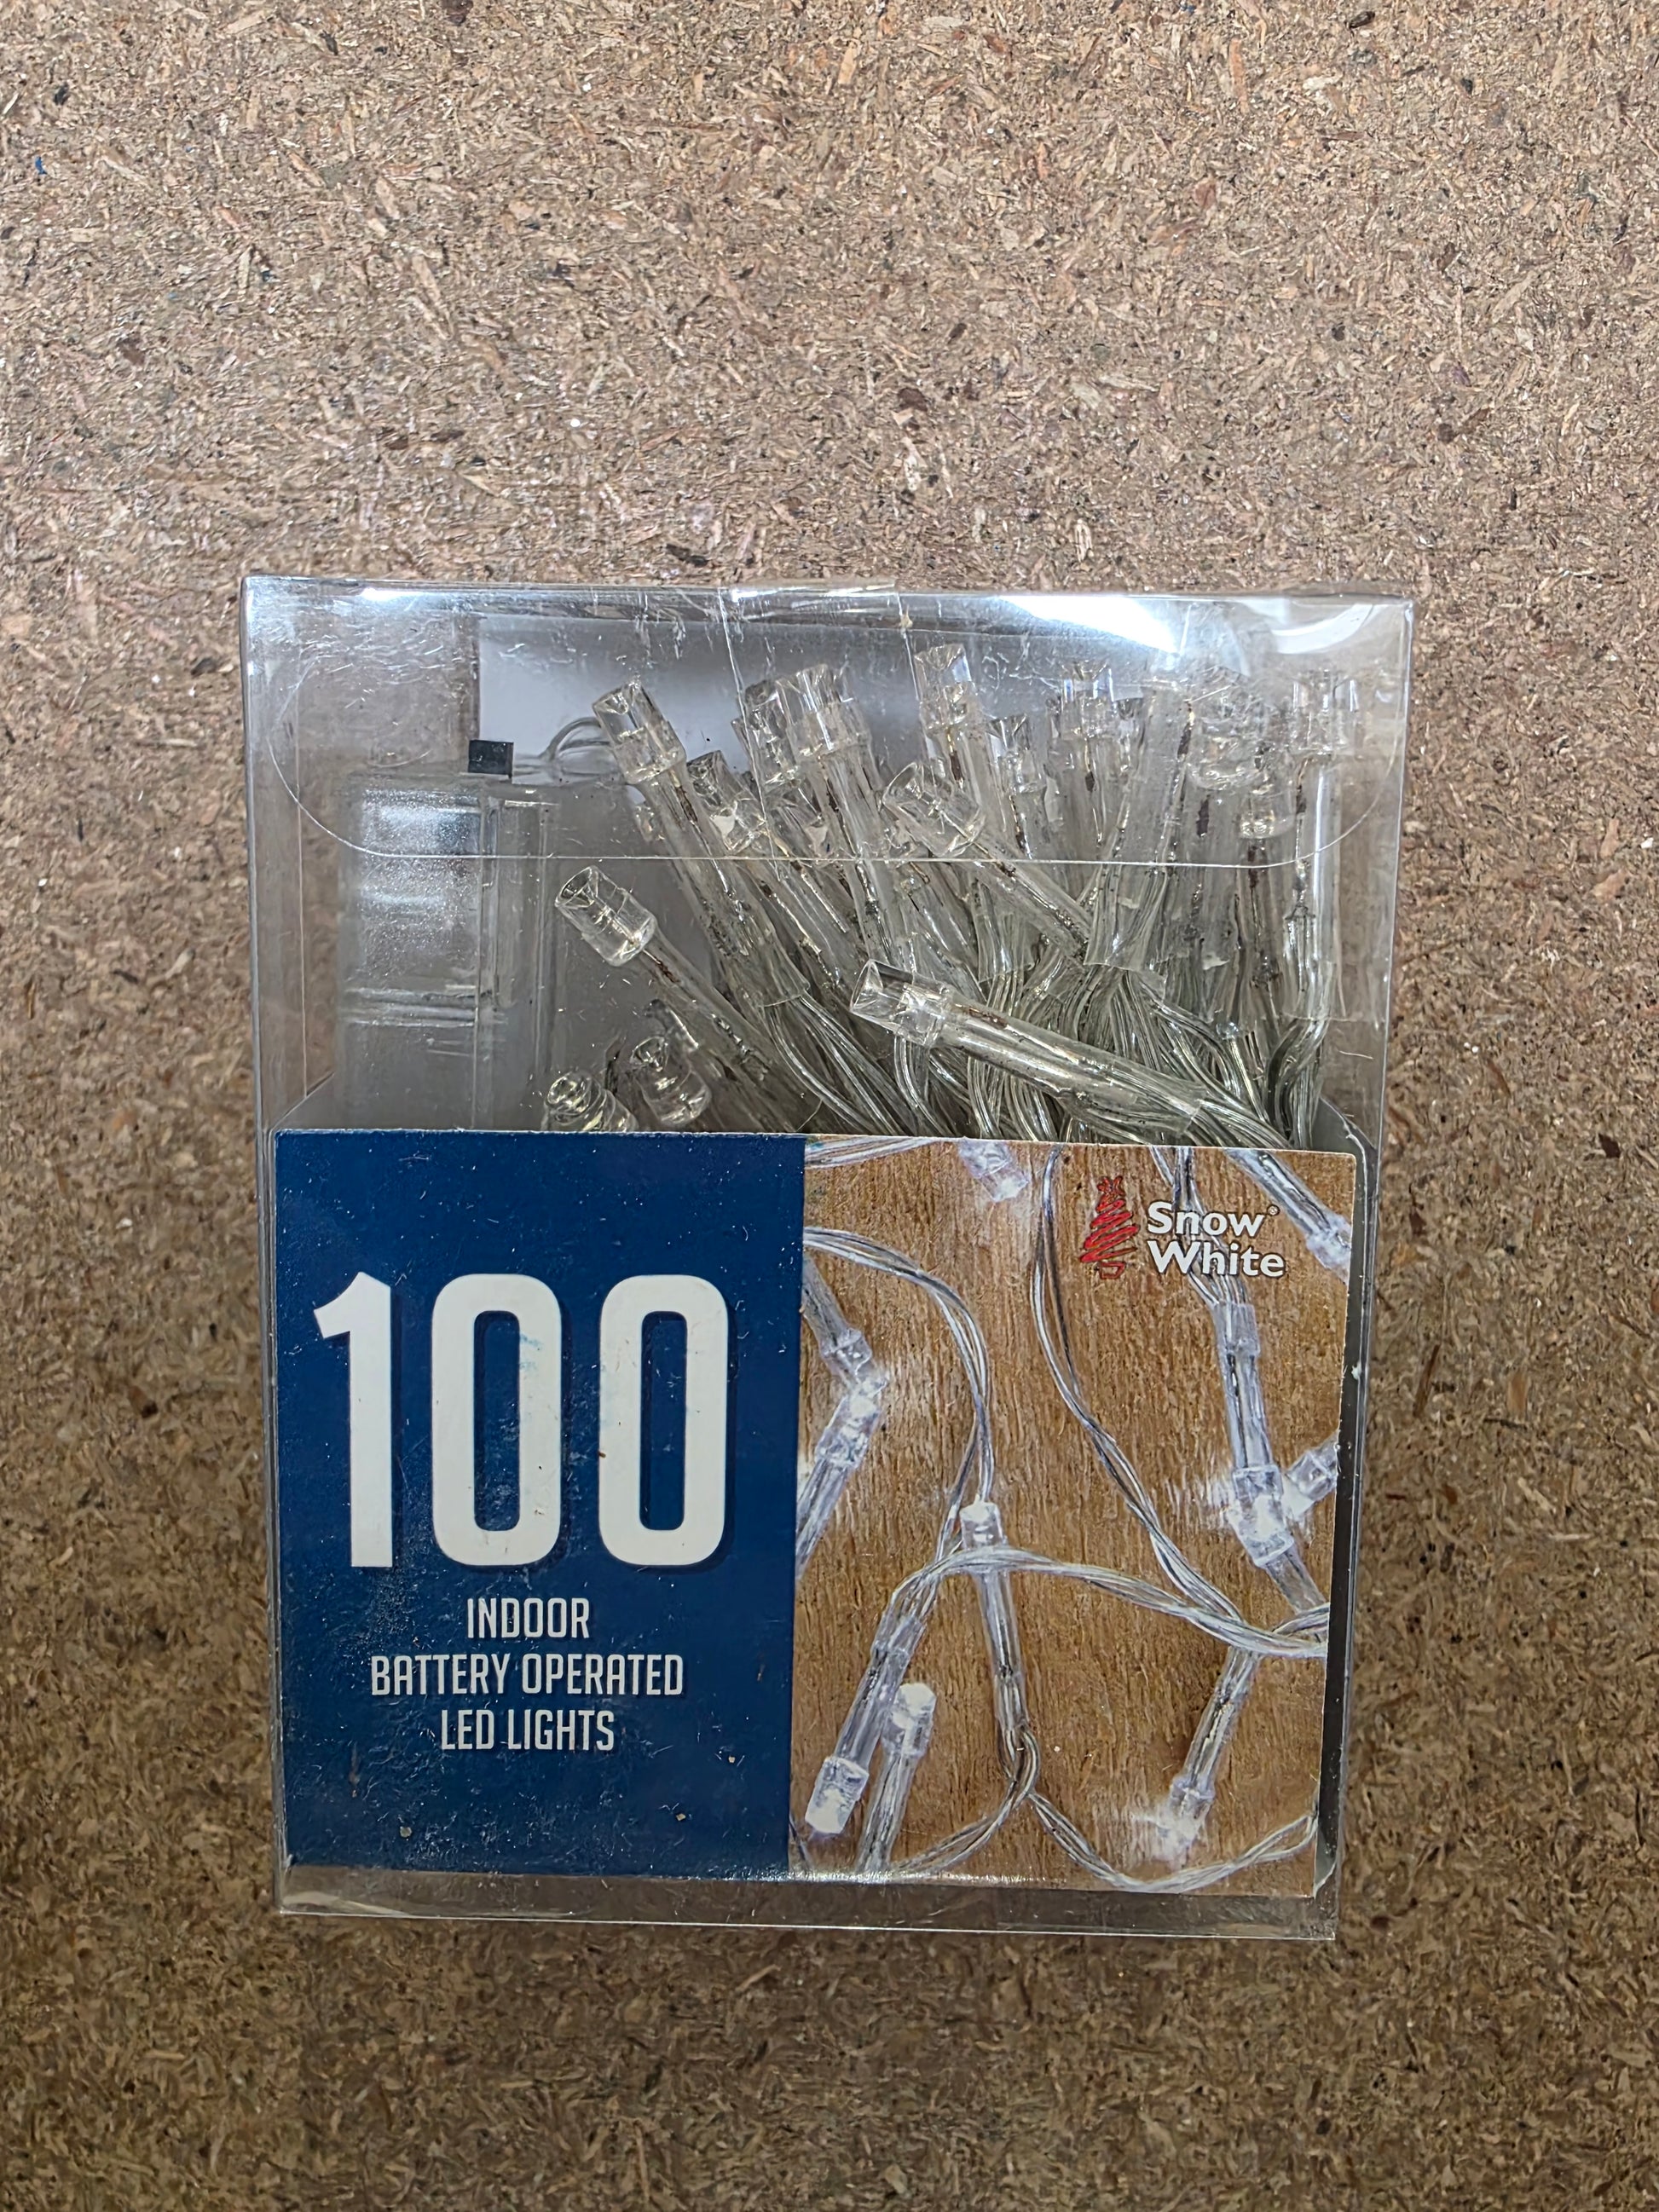 Snow®
White
100
INDOOR
BATTERY OPERATED
LED LIGHTS